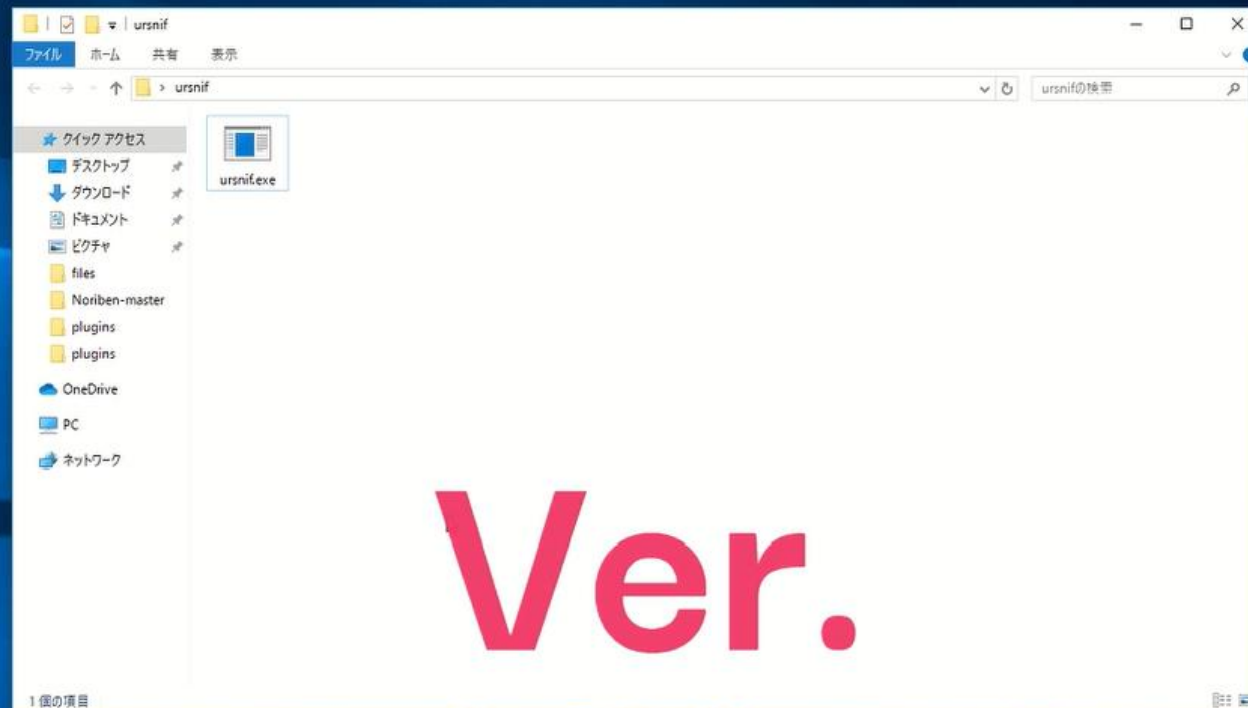 ursnif
ファイル ホーム 共有 表示
ursnif ursnifの検索
クイック アクセス
デスクトップ
ダウンロード
ドキュメント
ピクチャ
files
Noriben-master
plugins
plugins
OneDrive
PC
ネットワーク
ursnif.exe
Ver.
1 個の項目